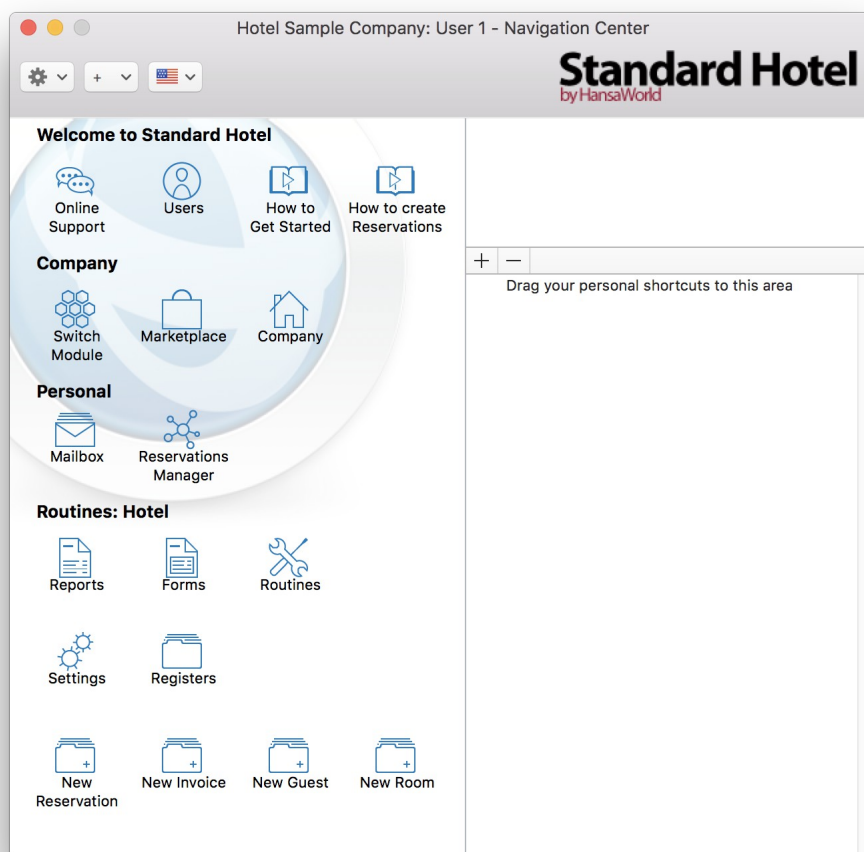 Hotel Sample Company: User 1 - Navigation Center
+
Standard Hotel
by HansaWorld
Welcome to Standard Hotel
Online Support
Users
How to Get Started
How to create Reservations
Company
Switch Module
Marketplace
Company
Personal
Mailbox
Reservations Manager
Routines: Hotel
Reports
Forms
Routines
Settings
Registers
New Reservation
New Invoice
New Guest
New Room
+ −
Drag your personal shortcuts to this area